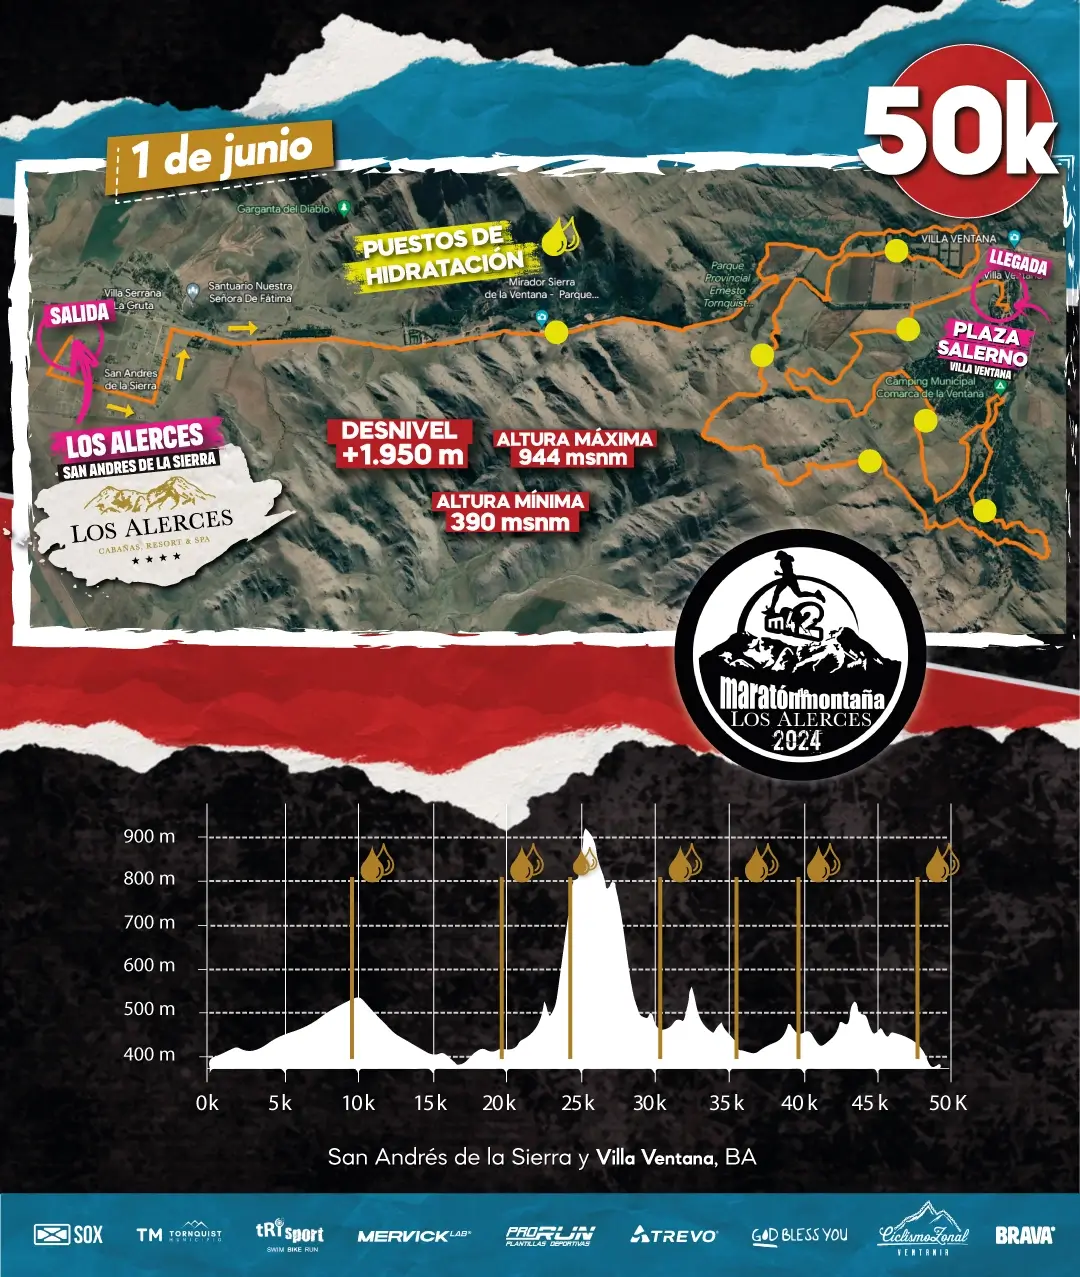 50k
1 de junio
Garganta del Diablo
PUESTOS DE
HIDRATACIÓN
VILLA VENTANA
LLEGADA
Villa Ventana
Parque
Provincial
Ernesto
Tornquist...
Mirador Sierra
de la Ventana - Parque...
Santuario Nuestra
Señora De Fátima
Villa Serrana
La Gruta
SALIDA
San Andres
de la Sierra
PLAZA
SALERNO
VILLA VENTANA
Camping Municipal
Comarca de la Ventana
LOS ALERCES
SAN ANDRES DE LA SIERRA
LOS ALERCES
CABAÑAS, RESORT & SPA
DESNIVEL
+1.950 m
ALTURA MÁXIMA
944 msnm
ALTURA MÍNIMA
390 msnm
maratón de montaña
LOS ALERCES
2024
900 m
800 m
700 m
600 m
500 m
400 m
0k 5k 10k 15k 20k 25k 30k 35k 40k 45k 50K
San Andrés de la Sierra y Villa Ventana, BA
SOX
TM TORNQUIST
MUNICIPIO
tRi sport
SWIM BIKE RUN
MERVICK LAB
PRORUN
PLANTILLAS DEPORTIVAS
TREVO
GOD BLESS YOU
CiclismoZonal
VENTANIA
BRAVA